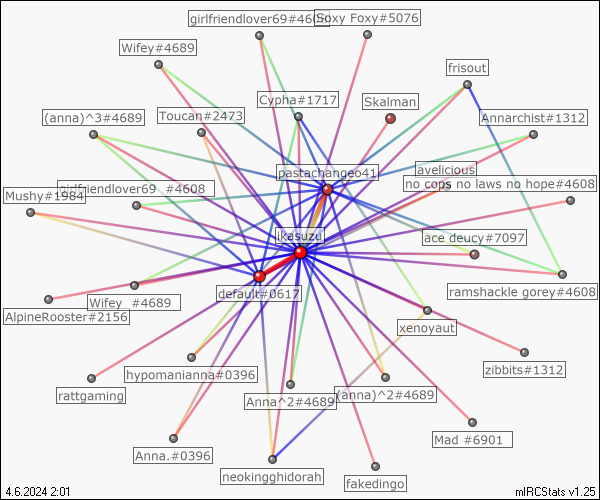 girlfriendlover69#4608
Foxy Foxy#5076
Wifey#4689
frisout
Cypha#1717
Skalman
(anna)^3#4689
Toucan#2473
Annarchist#1312
pastachangeo41
avelicious
no cops no laws no hope#4608
Mushy#1984
girlfriendlover69_#4608
ikasuzu
ace deucy#7097
default#0617
ramshackle gorey#4608
Wifey_#4689
AlpineRooster#2156
xenoyaut
hypomanianna#0396
zibbits#1312
rattgaming
Anna^2#4689
(anna)^2#4689
Mad #6901
Anna.#0396
neokingghidorah
fakedingo
4.6.2024 2:01
mIRCStats v1.25